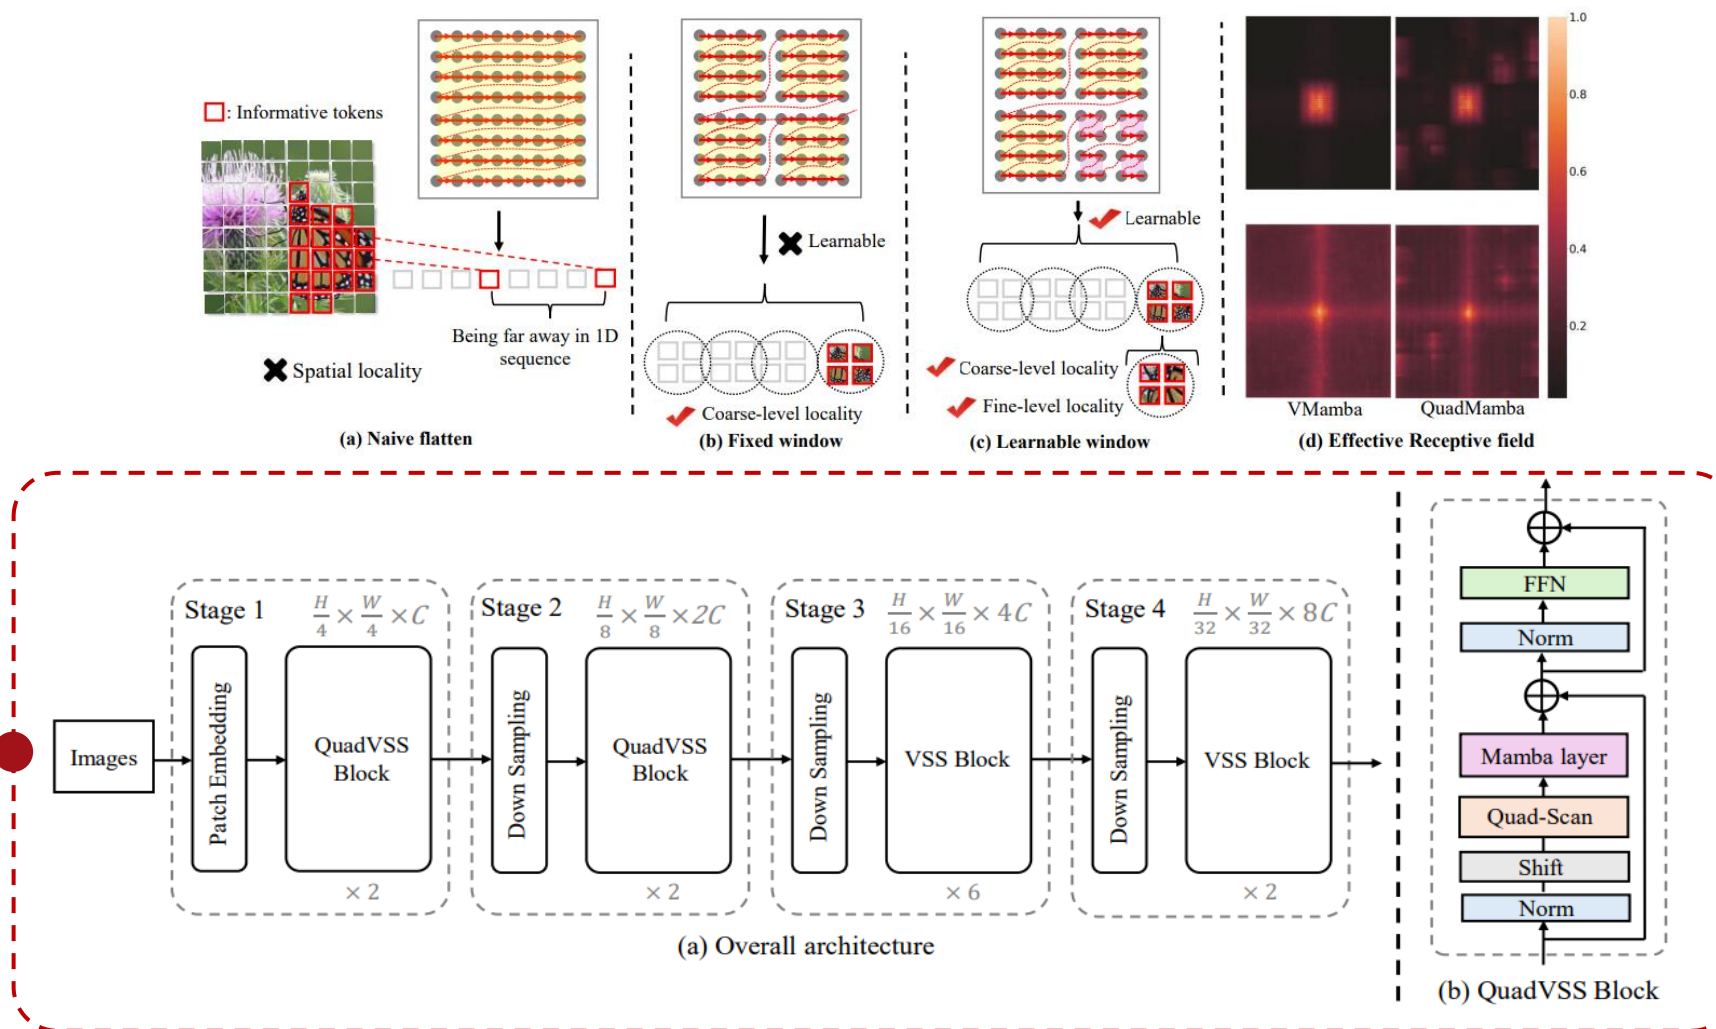 : Informative tokens
Being far away in 1D
sequence
Spatial locality
(a) Naive flatten
Learnable
Coarse-level locality
(b) Fixed window
Learnable
Coarse-level locality
Fine-level locality
(c) Learnable window
1.0
0.8
0.6
0.4
0.2
VMamba
QuadMamba
(d) Effective Receptive field
Images
Stage 1
H/4 × W/4 × C
Patch Embedding
QuadVSS
Block
× 2
Stage 2
H/8 × W/8 × 2C
Down Sampling
QuadVSS
Block
× 2
Stage 3
H/16 × W/16 × 4C
Down Sampling
VSS Block
× 6
Stage 4
H/32 × W/32 × 8C
Down Sampling
VSS Block
× 2
(a) Overall architecture
FFN
Norm
Mamba layer
Quad-Scan
Shift
Norm
(b) QuadVSS Block